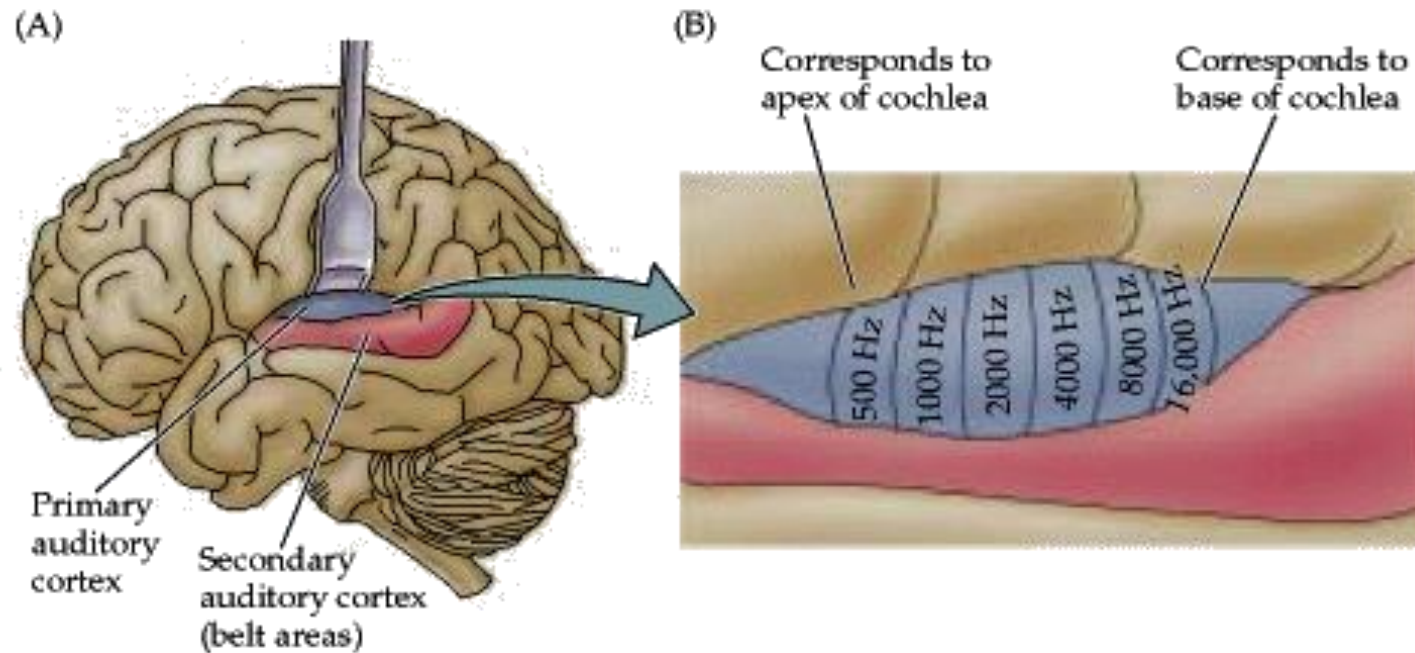 (A)
Primary
auditory
cortex
Secondary
auditory cortex
(belt areas)
(B)
Corresponds to
apex of cochlea
Corresponds to
base of cochlea
500 Hz
1000 Hz
2000 Hz
4000 Hz
8000 Hz
16,000 Hz